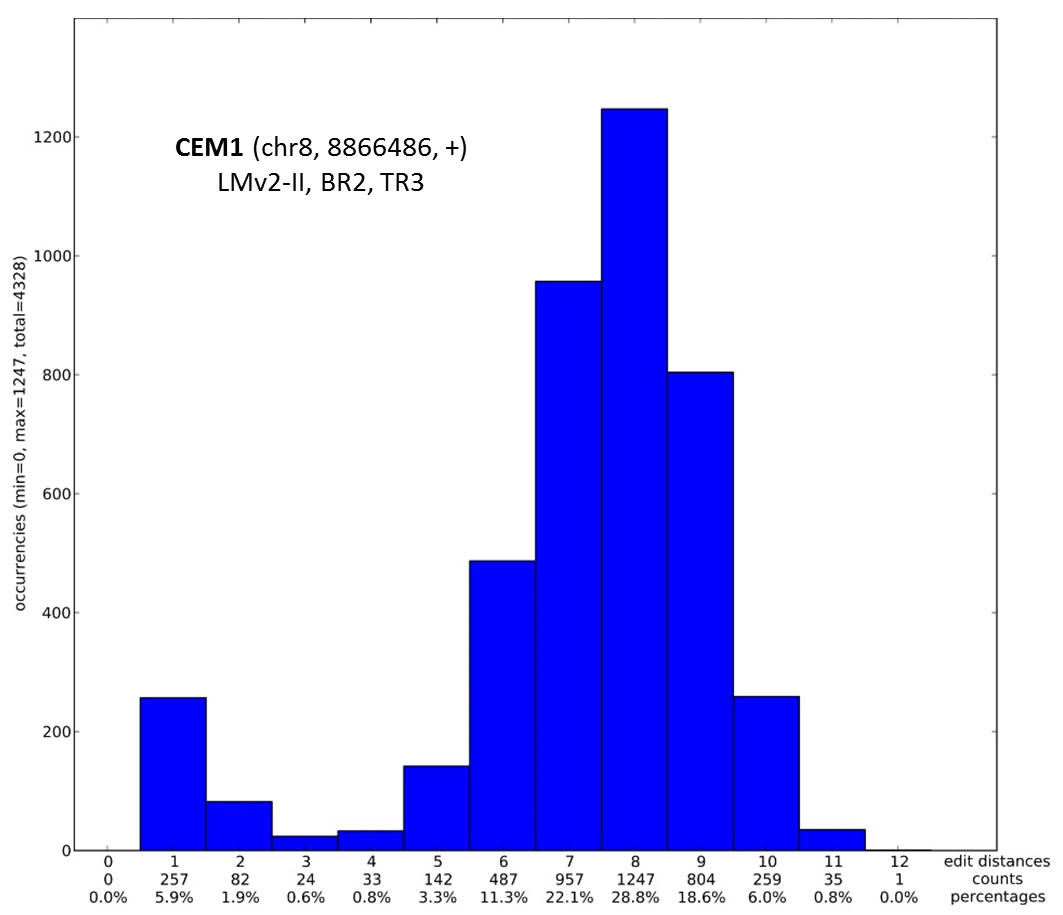 CEM1 (chr8, 8866486, +)
LMv2-II, BR2, TR3
occurrencies (min=0, max=1247, total=4328)
1200
1000
800
600
400
200
0
0 1 2 3 4 5 6 7 8 9 10 11 12 edit distances
0 257 82 24 33 142 487 957 1247 804 259 35 1 counts
0.0% 5.9% 1.9% 0.6% 0.8% 3.3% 11.3% 22.1% 28.8% 18.6% 6.0% 0.8% 0.0% percentages